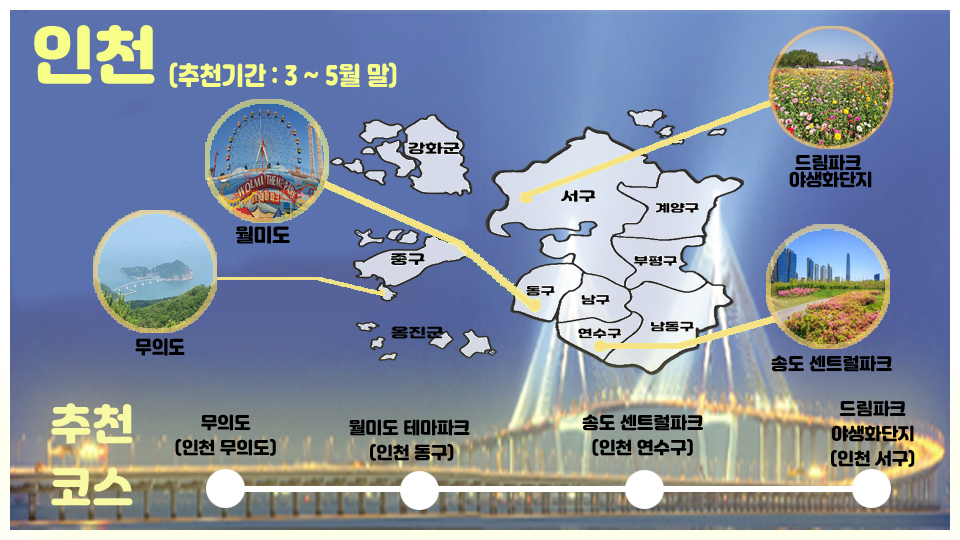 인천 (추천기간 : 3 ~ 5월 말)
드림파크
야생화단지
WOLMI THEME PARK
월미도
무의도
송도 센트럴파크
강화군
서구
계양구
중구
부평구
동구
남구
옹진군
연수구
남동구
추천
코스
무의도
(인천 무의도)
월미도 테마파크
(인천 동구)
송도 센트럴파크
(인천 연수구)
드림파크
야생화단지
(인천 서구)